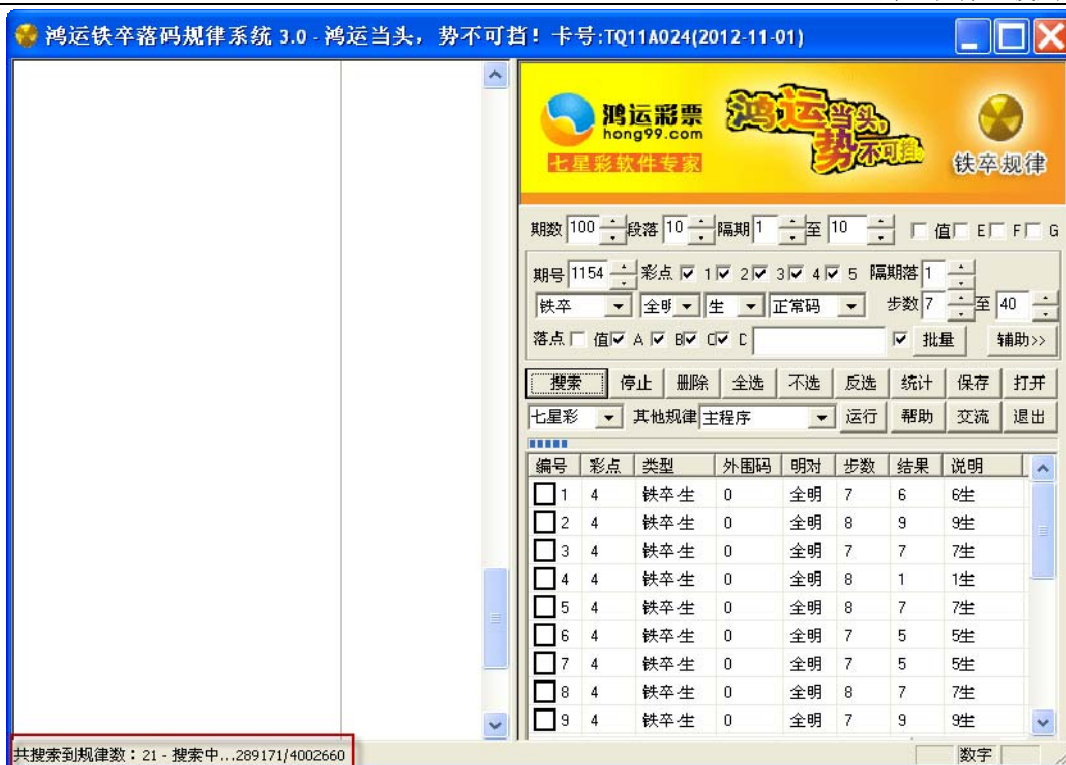 鸿运铁卒落码规律系统 3.0 - 鸿运当头，势不可挡！卡号:TQ11A024(2012-11-01)
鸿运彩票
hong99.com
七星彩软件专家
鸿运当头，
势不可挡
铁卒规律
期数 100 段落 10 隔期 1 至 10 值 E F G
期号 1154 彩点 1 2 3 4 5 隔期落 1
铁卒 全明 生 正常码 步数 7 至 40
落点 值 A B C D 批量 辅助>>
搜索 停止 删除 全选 不选 反选 统计 保存 打开
七星彩 其他规律 主程序 运行 帮助 交流 退出
编号 彩点 类型 外围码 明对 步数 结果 说明
1 4 铁卒-生 0 全明 7 6 6生
2 4 铁卒-生 0 全明 8 9 9生
3 4 铁卒-生 0 全明 7 7 7生
4 4 铁卒-生 0 全明 8 1 1生
5 4 铁卒-生 0 全明 8 7 7生
6 4 铁卒-生 0 全明 7 5 5生
7 4 铁卒-生 0 全明 7 5 5生
8 4 铁卒-生 0 全明 8 7 7生
9 4 铁卒-生 0 全明 7 9 9生
共搜索到规律数：21 - 搜索中...289171/4002660
数字